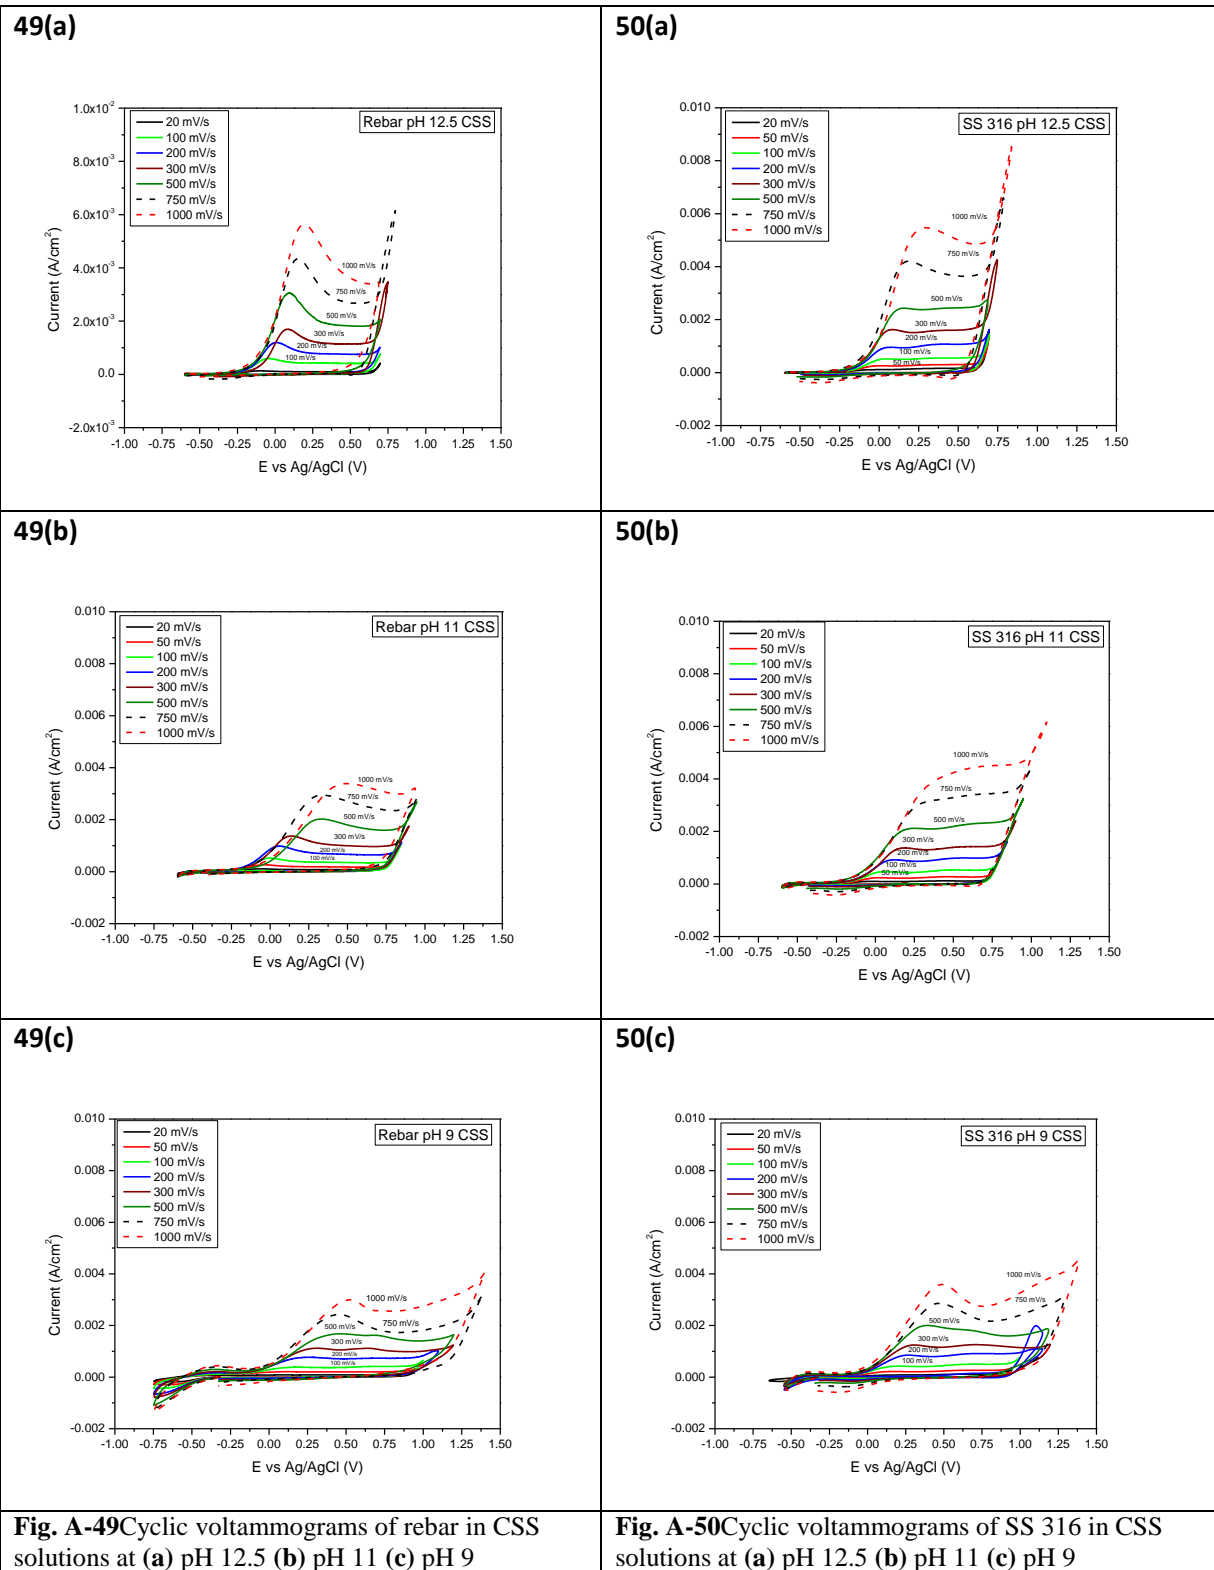 49(a)
1.0x10-2
8.0x10-3
6.0x10-3
4.0x10-3
2.0x10-3
0.0
-2.0x10-3
20 mV/s
100 mV/s
200 mV/s
300 mV/s
500 mV/s
750 mV/s
1000 mV/s
Rebar pH 12.5 CSS
1000 mV/s
750 mV/s
500 mV/s
300 mV/s
200 mV/s
100 mV/s
Current (A/cm2)
-1.00 -0.75 -0.50 -0.25 0.00 0.25 0.50 0.75 1.00 1.25 1.50
E vs Ag/AgCl (V)
50(a)
0.010
0.008
0.006
0.004
0.002
0.000
-0.002
20 mV/s
50 mV/s
100 mV/s
200 mV/s
300 mV/s
500 mV/s
750 mV/s
1000 mV/s
SS 316 pH 12.5 CSS
1000 mV/s
750 mV/s
500 mV/s
300 mV/s
200 mV/s
100 mV/s
50 mV/s
Current (A/cm2)
-1.00 -0.75 -0.50 -0.25 0.00 0.25 0.50 0.75 1.00 1.25 1.50
E vs Ag/AgCl (V)
49(b)
0.010
0.008
0.006
0.004
0.002
0.000
-0.002
20 mV/s
50 mV/s
100 mV/s
200 mV/s
300 mV/s
500 mV/s
750 mV/s
1000 mV/s
Rebar pH 11 CSS
1000 mV/s
750 mV/s
500 mV/s
300 mV/s
200 mV/s
100 mV/s
Current (A/cm2)
-1.00 -0.75 -0.50 -0.25 0.00 0.25 0.50 0.75 1.00 1.25 1.50
E vs Ag/AgCl (V)
50(b)
0.010
0.008
0.006
0.004
0.002
0.000
-0.002
20 mV/s
50 mV/s
100 mV/s
200 mV/s
300 mV/s
500 mV/s
750 mV/s
1000 mV/s
SS 316 pH 11 CSS
1000 mV/s
750 mV/s
500 mV/s
300 mV/s
200 mV/s
100 mV/s
50 mV/s
Current (A/cm2)
-1.00 -0.75 -0.50 -0.25 0.00 0.25 0.50 0.75 1.00 1.25 1.50
E vs Ag/AgCl (V)
49(c)
0.010
0.008
0.006
0.004
0.002
0.000
-0.002
20 mV/s
50 mV/s
100 mV/s
200 mV/s
300 mV/s
500 mV/s
750 mV/s
1000 mV/s
Rebar pH 9 CSS
1000 mV/s
750 mV/s
500 mV/s
300 mV/s
200 mV/s
100 mV/s
Current (A/cm2)
-1.00 -0.75 -0.50 -0.25 0.00 0.25 0.50 0.75 1.00 1.25 1.50
E vs Ag/AgCl (V)
50(c)
0.010
0.008
0.006
0.004
0.002
0.000
-0.002
20 mV/s
50 mV/s
100 mV/s
200 mV/s
300 mV/s
500 mV/s
750 mV/s
1000 mV/s
SS 316 pH 9 CSS
1000 mV/s
750 mV/s
500 mV/s
300 mV/s
200 mV/s
100 mV/s
Current (A/cm2)
-1.00 -0.75 -0.50 -0.25 0.00 0.25 0.50 0.75 1.00 1.25 1.50
E vs Ag/AgCl (V)
Fig. A-49Cyclic voltammograms of rebar in CSS
solutions at (a) pH 12.5 (b) pH 11 (c) pH 9
Fig. A-50Cyclic voltammograms of SS 316 in CSS
solutions at (a) pH 12.5 (b) pH 11 (c) pH 9